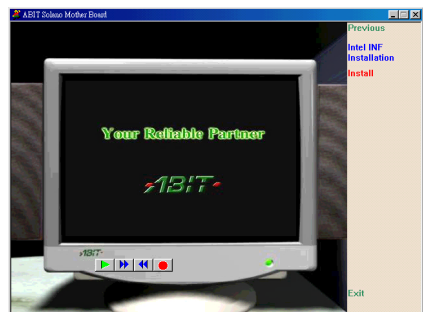 ABIT Solano Mother Board
Previous
Intel INF
Installation
Install
Your Reliable Partner
ABIT
ABIT
Exit